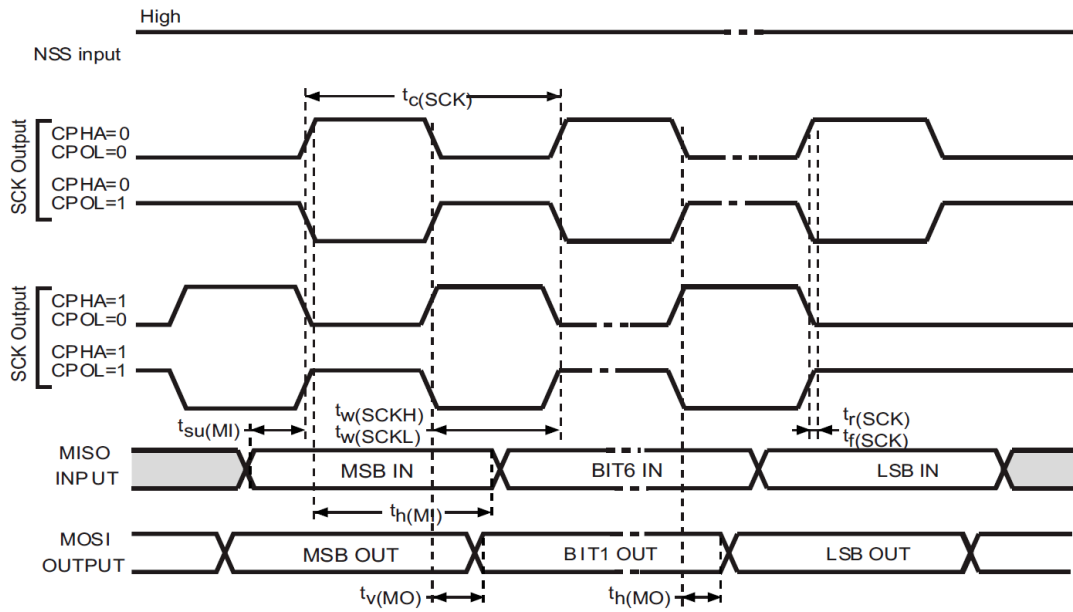 High
NSS input
tc(SCK)
SCK Output
CPHA=0
CPOL=0
CPHA=0
CPOL=1
SCK Output
CPHA=1
CPOL=0
CPHA=1
CPOL=1
tsu(MI)
tw(SCKH)
tw(SCKL)
tr(SCK)
tf(SCK)
MISO
INPUT
MSB IN
BIT6 IN
LSB IN
th(MI)
MOSI
OUTPUT
MSB OUT
BIT1 OUT
LSB OUT
tv(MO)
th(MO)